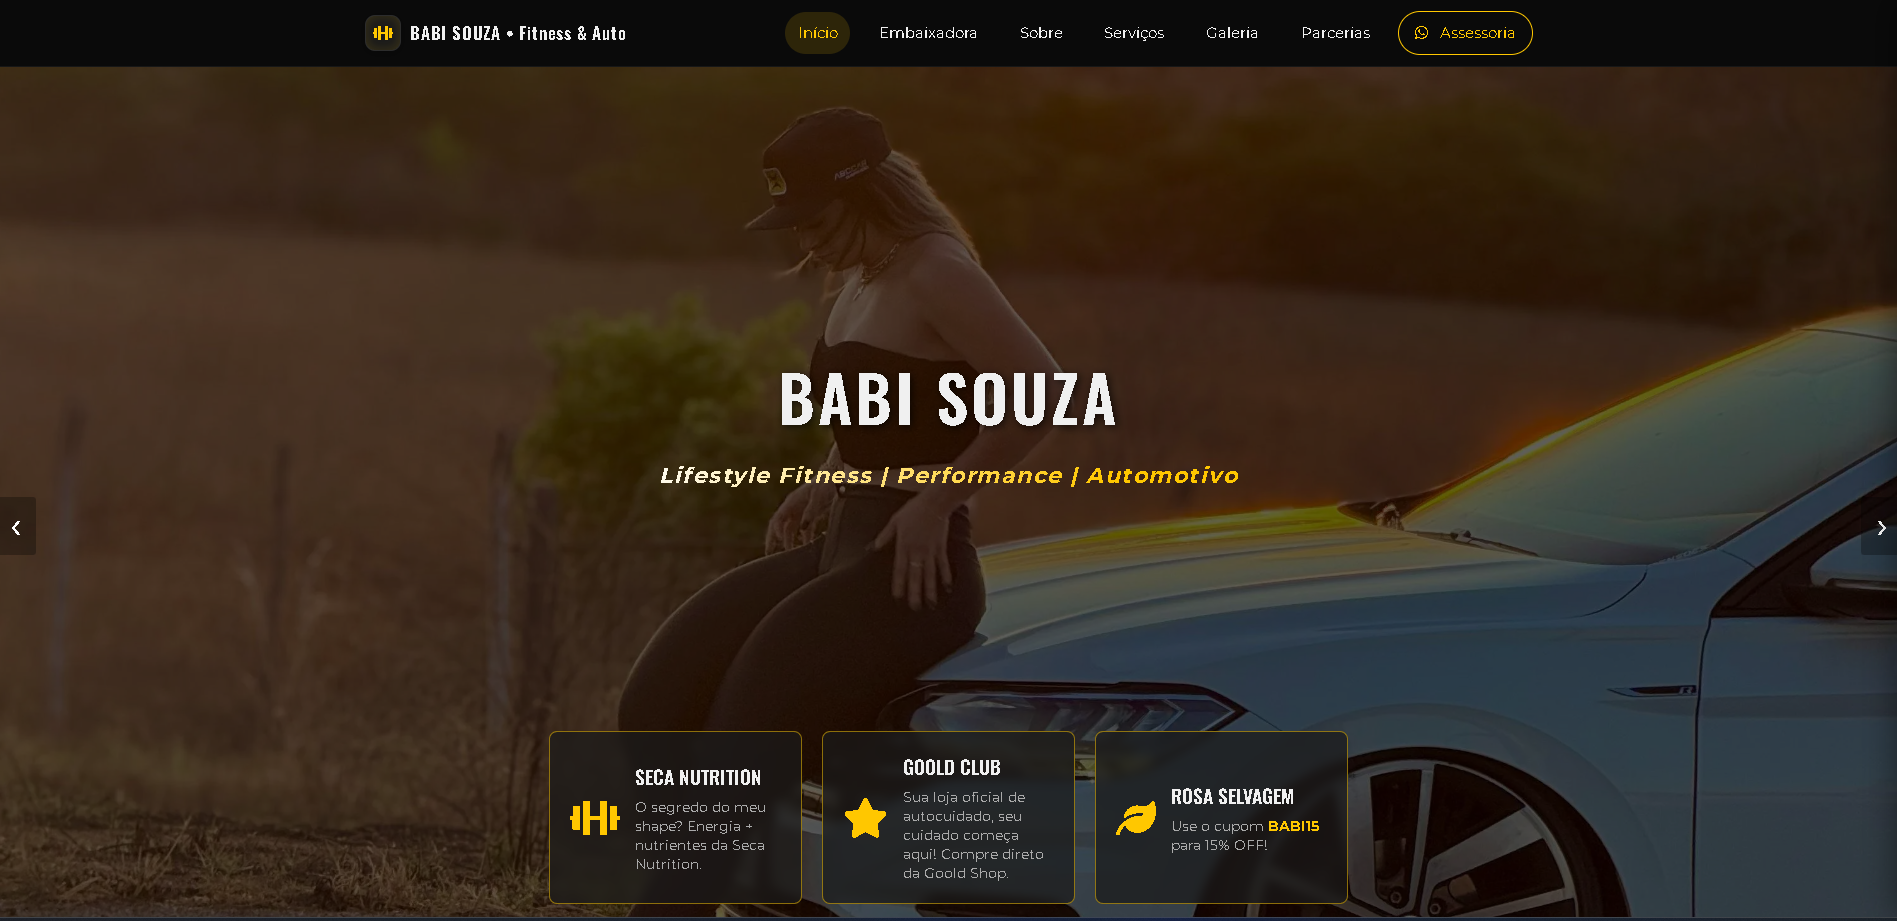 BABI SOUZA • Fitness & Auto
Início
Embaixadora
Sobre
Serviços
Galeria
Parcerias
Assessoria
BABI SOUZA
Lifestyle Fitness | Performance | Automotivo
SECA NUTRITION
O segredo do meu
shape? Energia +
nutrientes da Seca
Nutrition.
GOOLD CLUB
Sua loja oficial de
autocuidado, seu
cuidado começa
aqui! Compre direto
da Goold Shop.
ROSA SELVAGEM
Use o cupom BABI15
para 15% OFF!